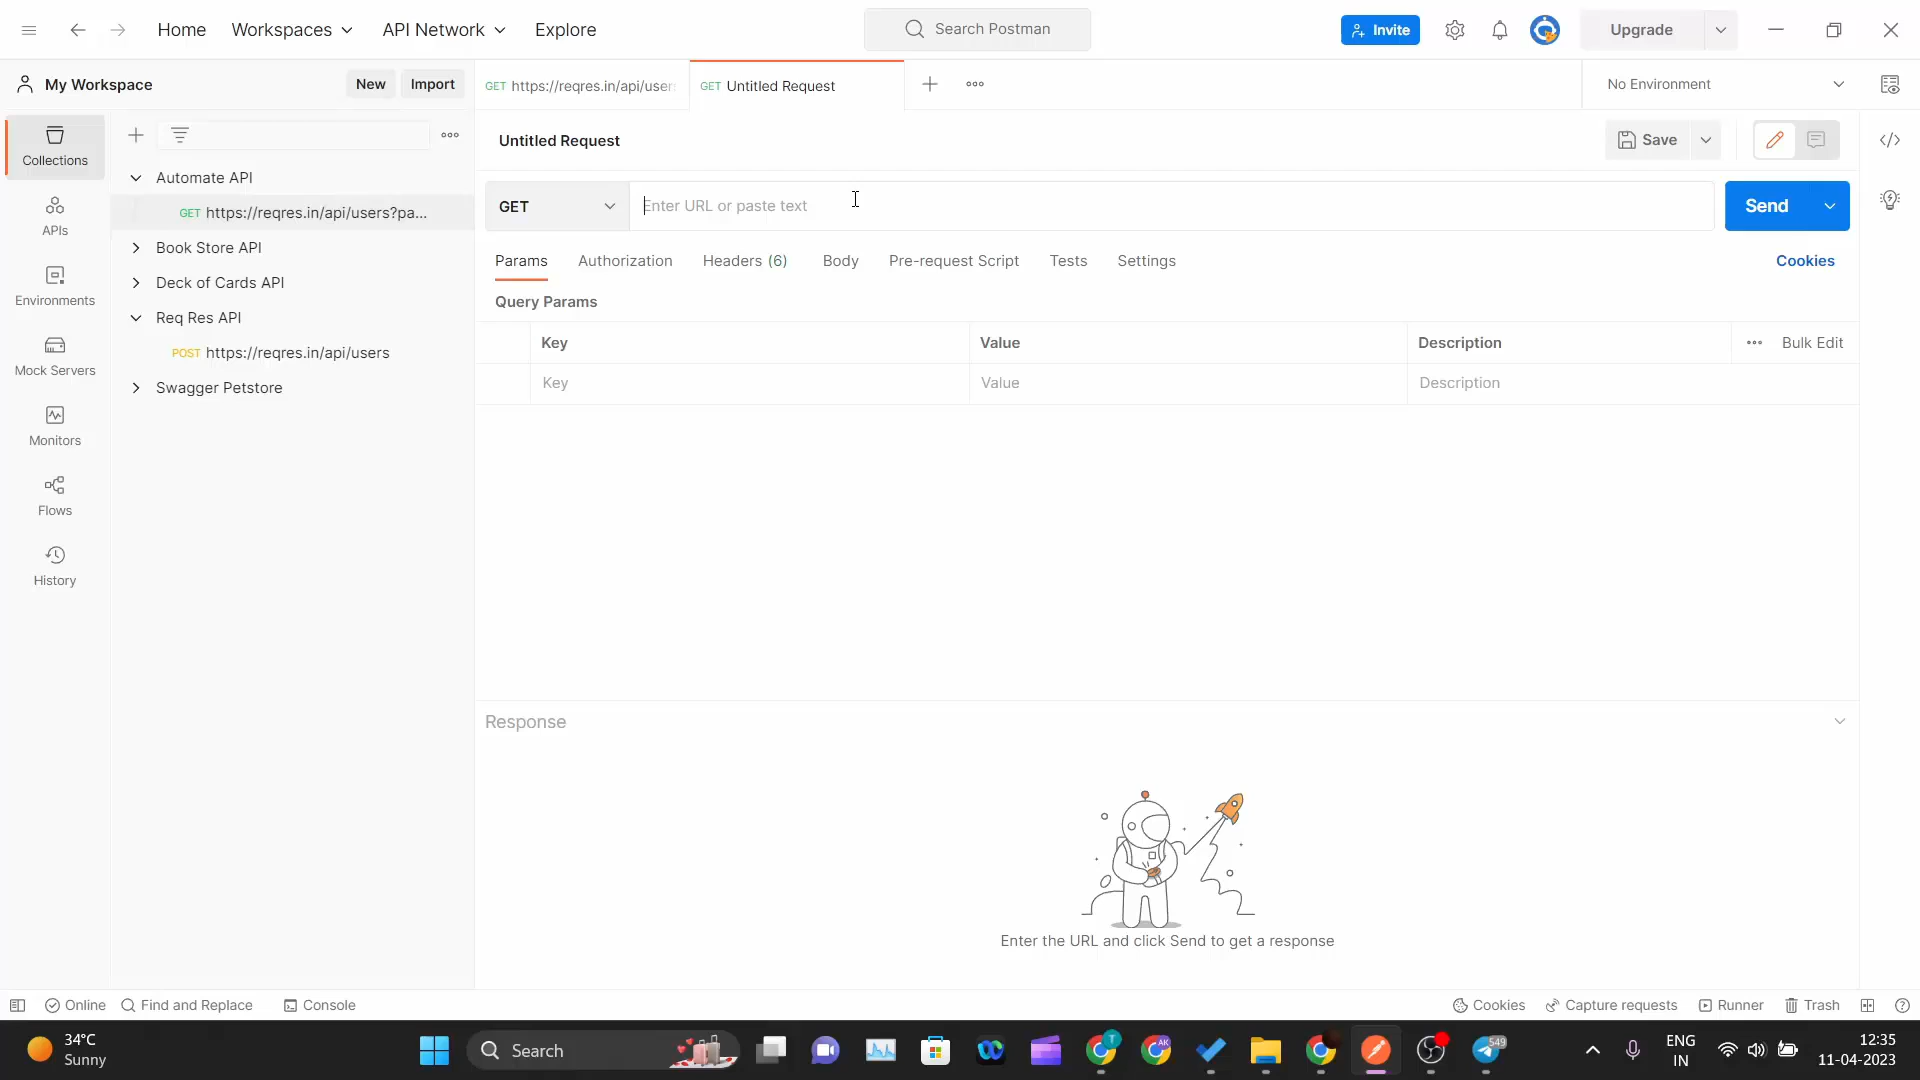 Home
Workspaces
API Network
Explore
Search Postman
Invite
Upgrade
My Workspace
New
Import
GET https://reqres.in/api/user
GET Untitled Request
No Environment
Collections
APIs
Environments
Mock Servers
Monitors
Flows
History
Automate API
GET https://reqres.in/api/users?pa...
Book Store API
Deck of Cards API
Req Res API
POST https://reqres.in/api/users
Swagger Petstore
Untitled Request
Save
GET
Enter URL or paste text
Send
Params
Authorization
Headers (6)
Body
Pre-request Script
Tests
Settings
Cookies
Query Params
Key
Value
Description
Bulk Edit
Key
Value
Description
Response
Enter the URL and click Send to get a response
Online
Find and Replace
Console
Cookies
Capture requests
Runner
Trash
34°C
Sunny
Search
T
AK
549
ENG
IN
12:35
11-04-2023